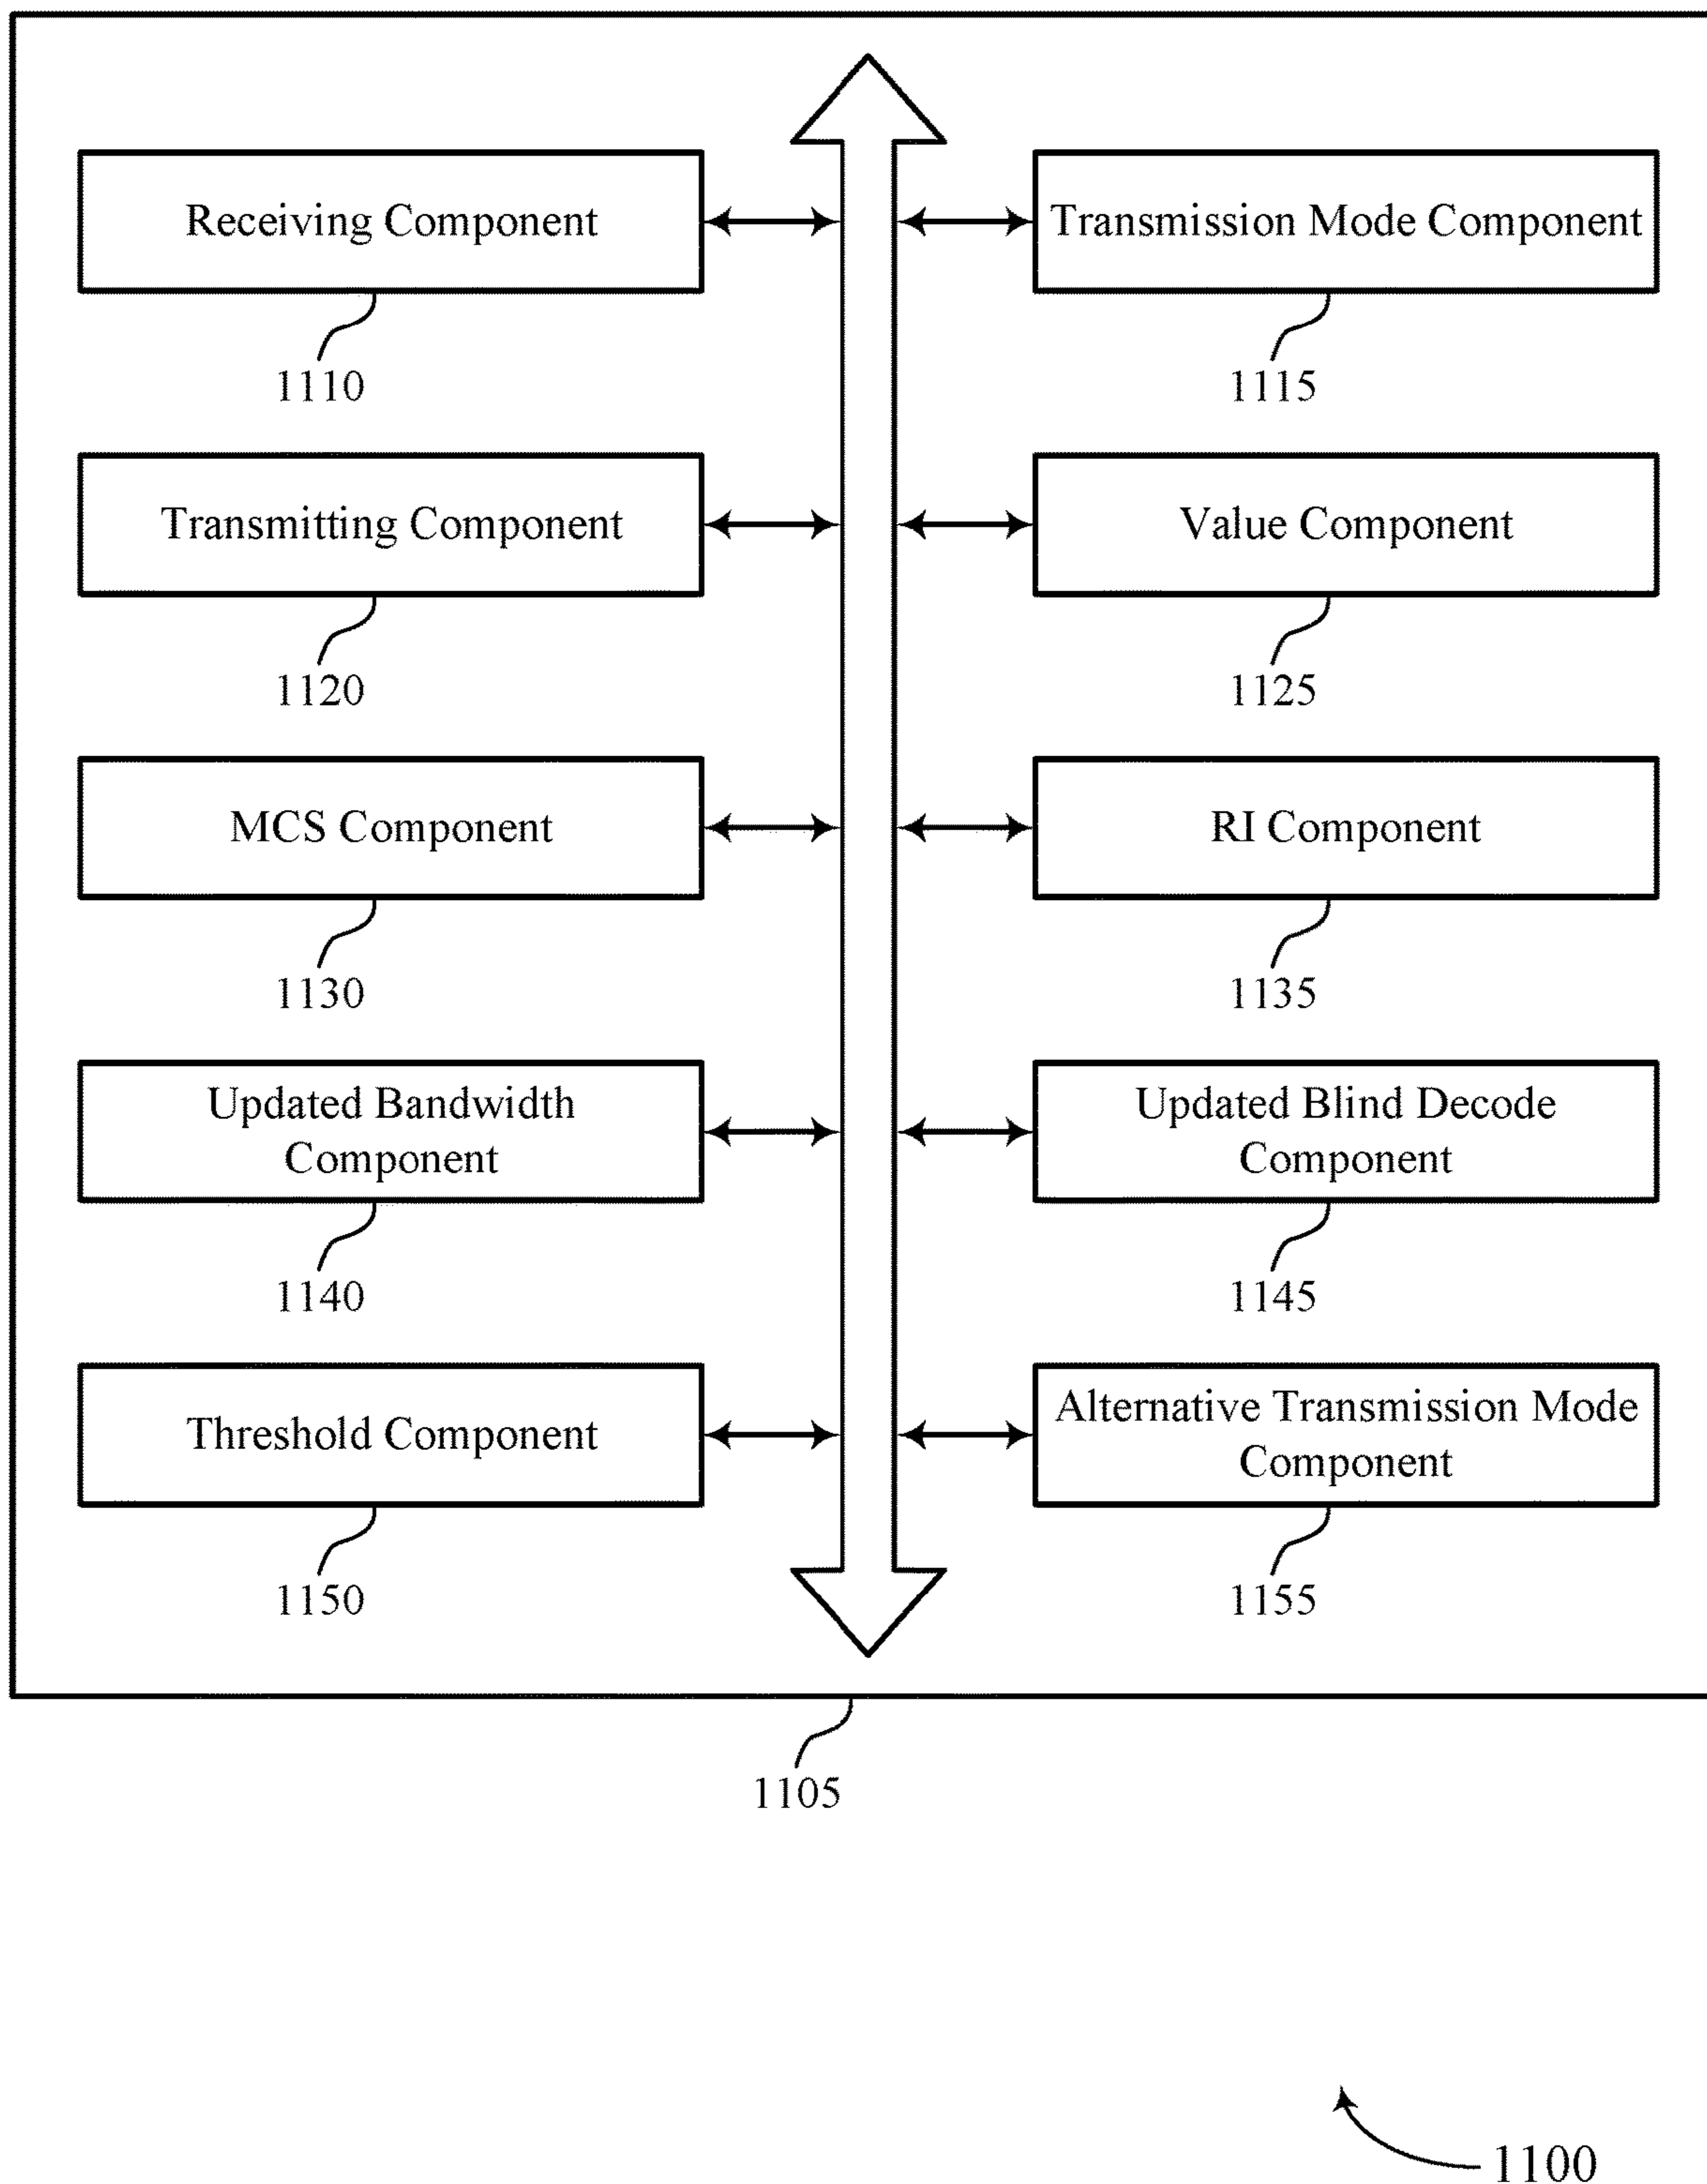 Receiving Component
Transmission Mode Component
1110
1115
Transmitting Component
Value Component
1120
1125
MCS Component
RI Component
1130
1135
Updated Bandwidth
Component
Updated Blind Decode
Component
1140
1145
Threshold Component
Alternative Transmission Mode
Component
1150
1155
1105
1100